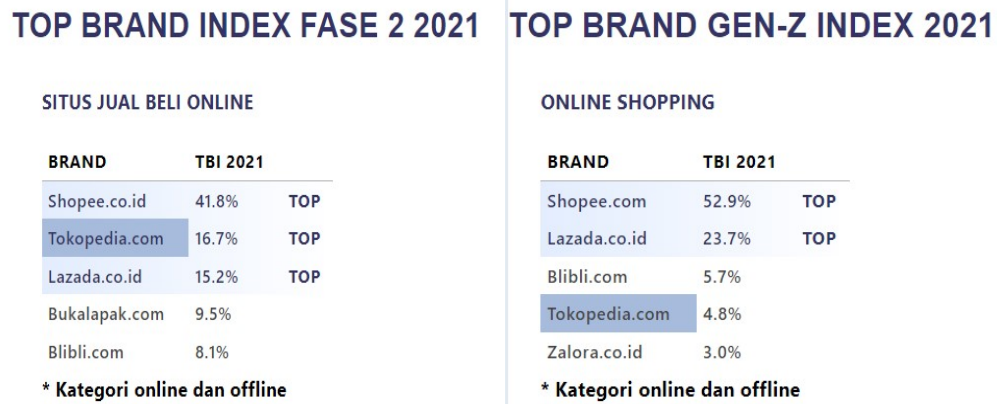 TOP BRAND INDEX FASE 2 2021
SITUS JUAL BELI ONLINE
BRAND TBI 2021
Shopee.co.id 41.8% TOP
Tokopedia.com 16.7% TOP
Lazada.co.id 15.2% TOP
Bukalapak.com 9.5%
Blibli.com 8.1%
* Kategori online dan offline
TOP BRAND GEN-Z INDEX 2021
ONLINE SHOPPING
BRAND TBI 2021
Shopee.com 52.9% TOP
Lazada.co.id 23.7% TOP
Blibli.com 5.7%
Tokopedia.com 4.8%
Zalora.co.id 3.0%
* Kategori online dan offline